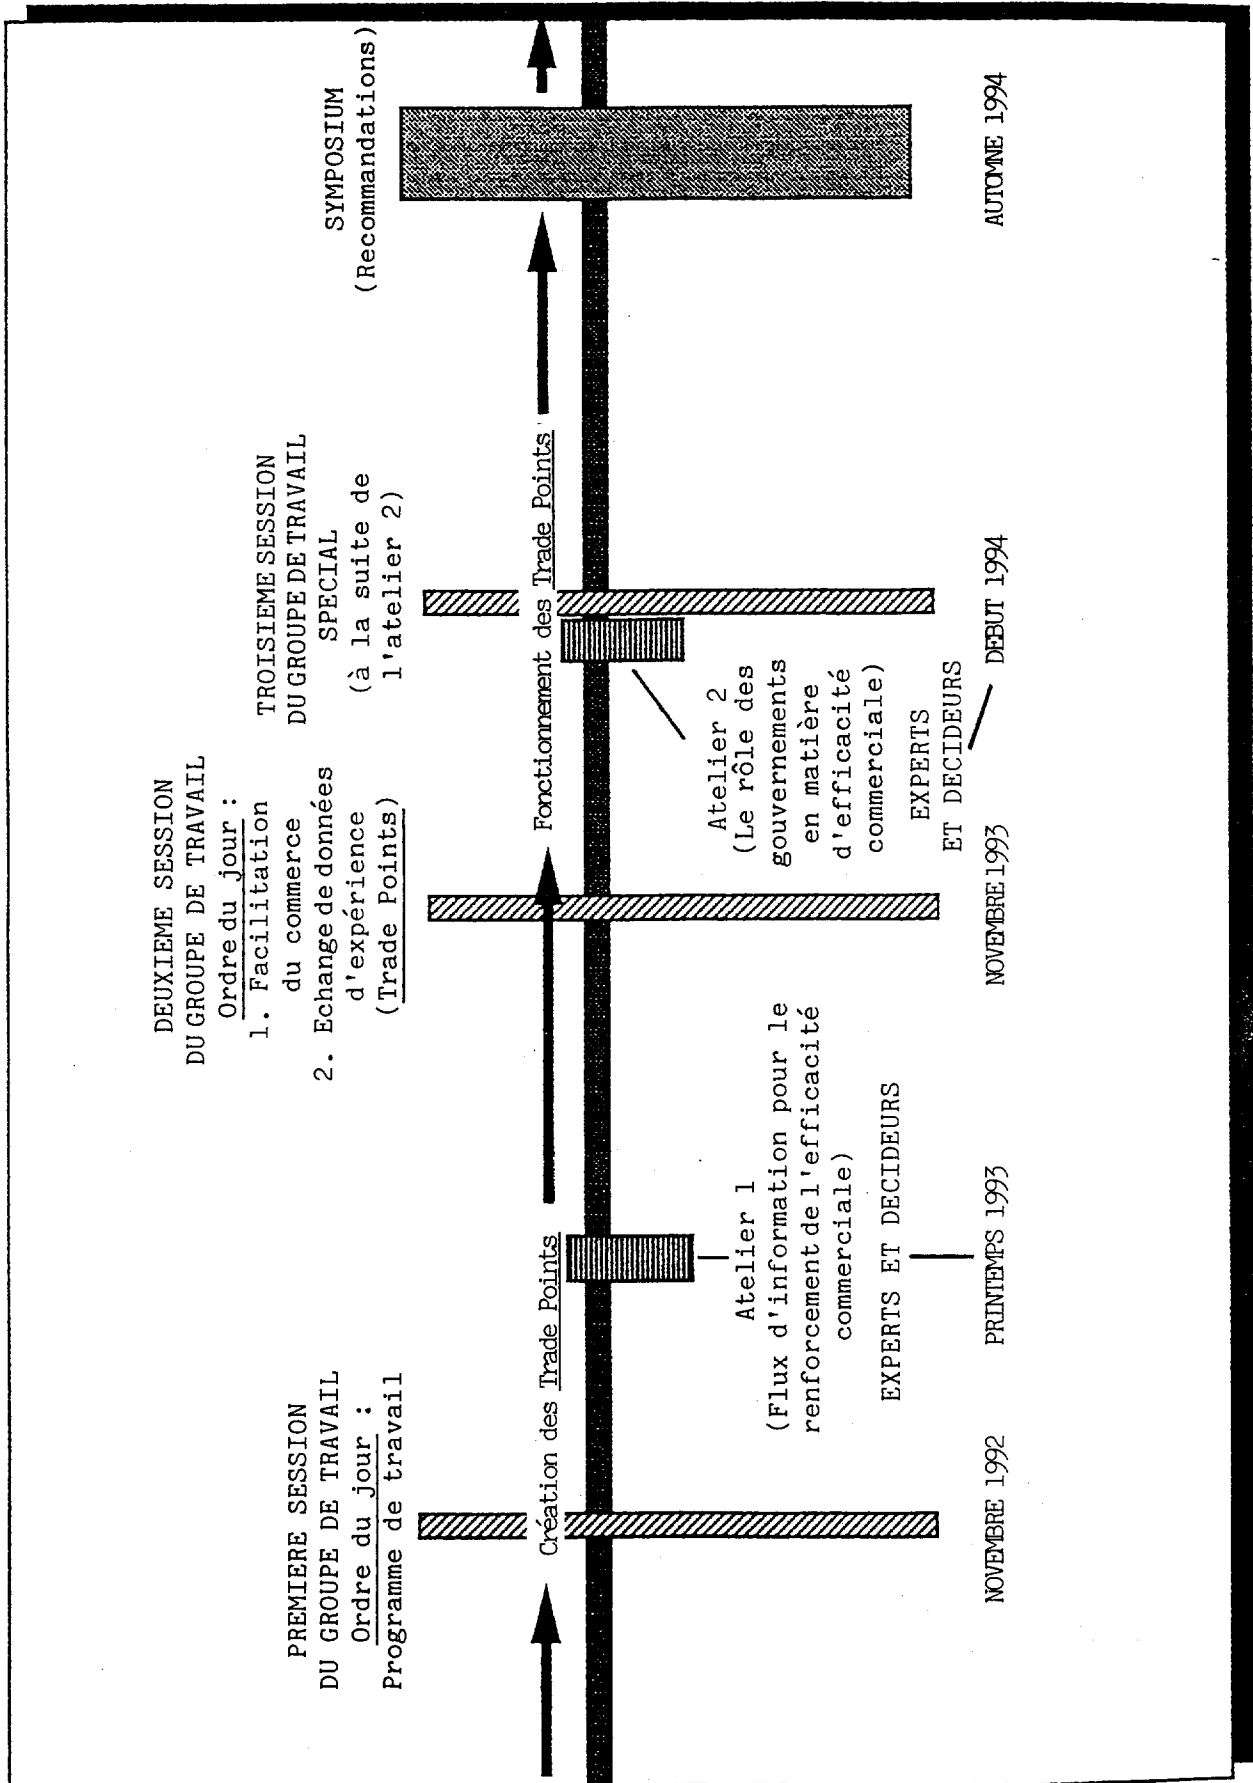 PREMIERE SESSION
DU GROUPE DE TRAVAIL
Ordre du jour :
Programme de travail
DEUXIEME SESSION
DU GROUPE DE TRAVAIL
Ordre du jour :
1. Facilitation
du commerce
2. Echange de données
d'expérience
(Trade Points)
TROISIEME SESSION
DU GROUPE DE TRAVAIL
SPECIAL
(à la suite de
l'atelier 2)
SYMPOSIUM
(Recommandations)
Création des Trade Points
Fonctionnement des Trade Points
Atelier 1
(Flux d'information pour le
renforcement de l'efficacité
commerciale)
EXPERTS ET DECIDEURS
Atelier 2
(Le rôle des
gouvernements
en matière
d'efficacité
commerciale)
EXPERTS
ET DECIDEURS
NOVEMBRE 1992
PRINTEMPS 1993
NOVEMBRE 1993
DEBUT 1994
AUTOMNE 1994